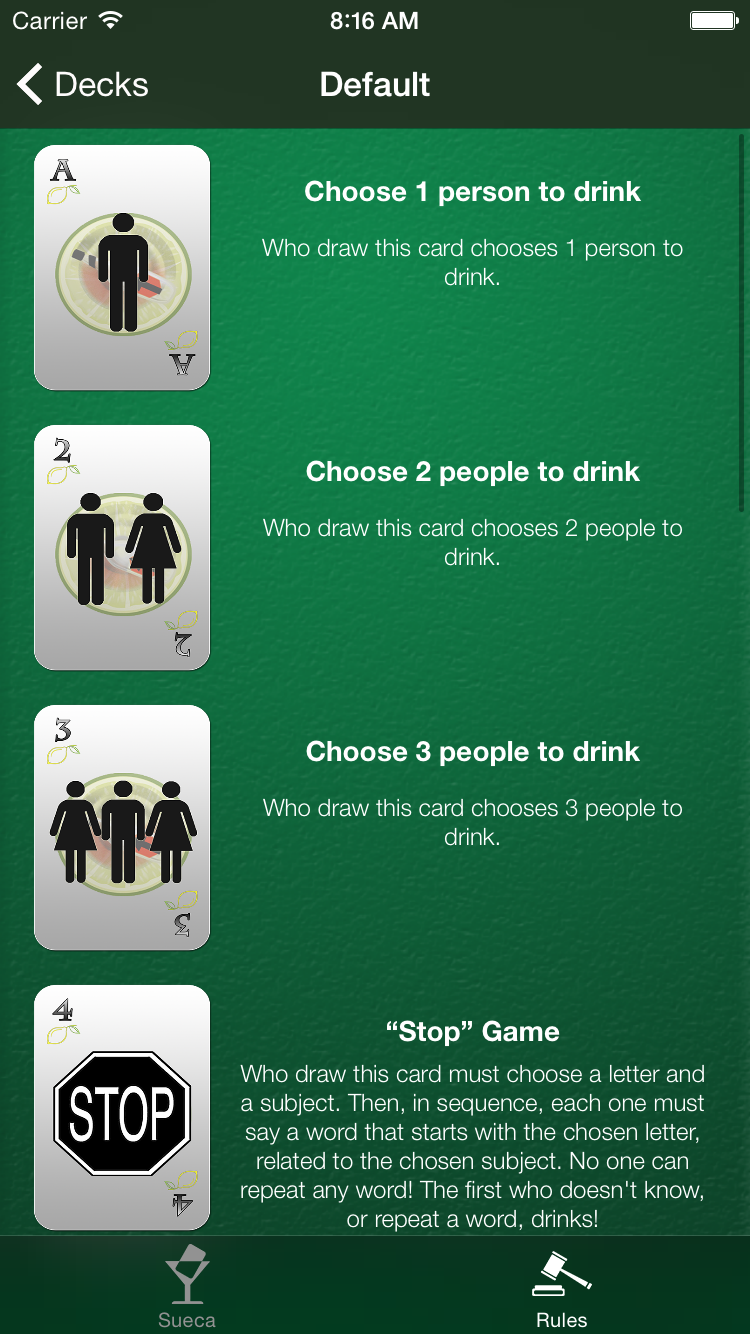 Carrier 8:16 AM
Decks Default
A
Choose 1 person to drink
Who draw this card chooses 1 person to
drink.
A
2
Choose 2 people to drink
Who draw this card chooses 2 people to
drink.
2
3
Choose 3 people to drink
Who draw this card chooses 3 people to
drink.
3
4
“Stop” Game
STOP
Who draw this card must choose a letter and
a subject. Then, in sequence, each one must
say a word that starts with the chosen letter,
related to the chosen subject. No one can
repeat any word! The first who doesn't know,
or repeat a word, drinks!
4
Sueca Rules